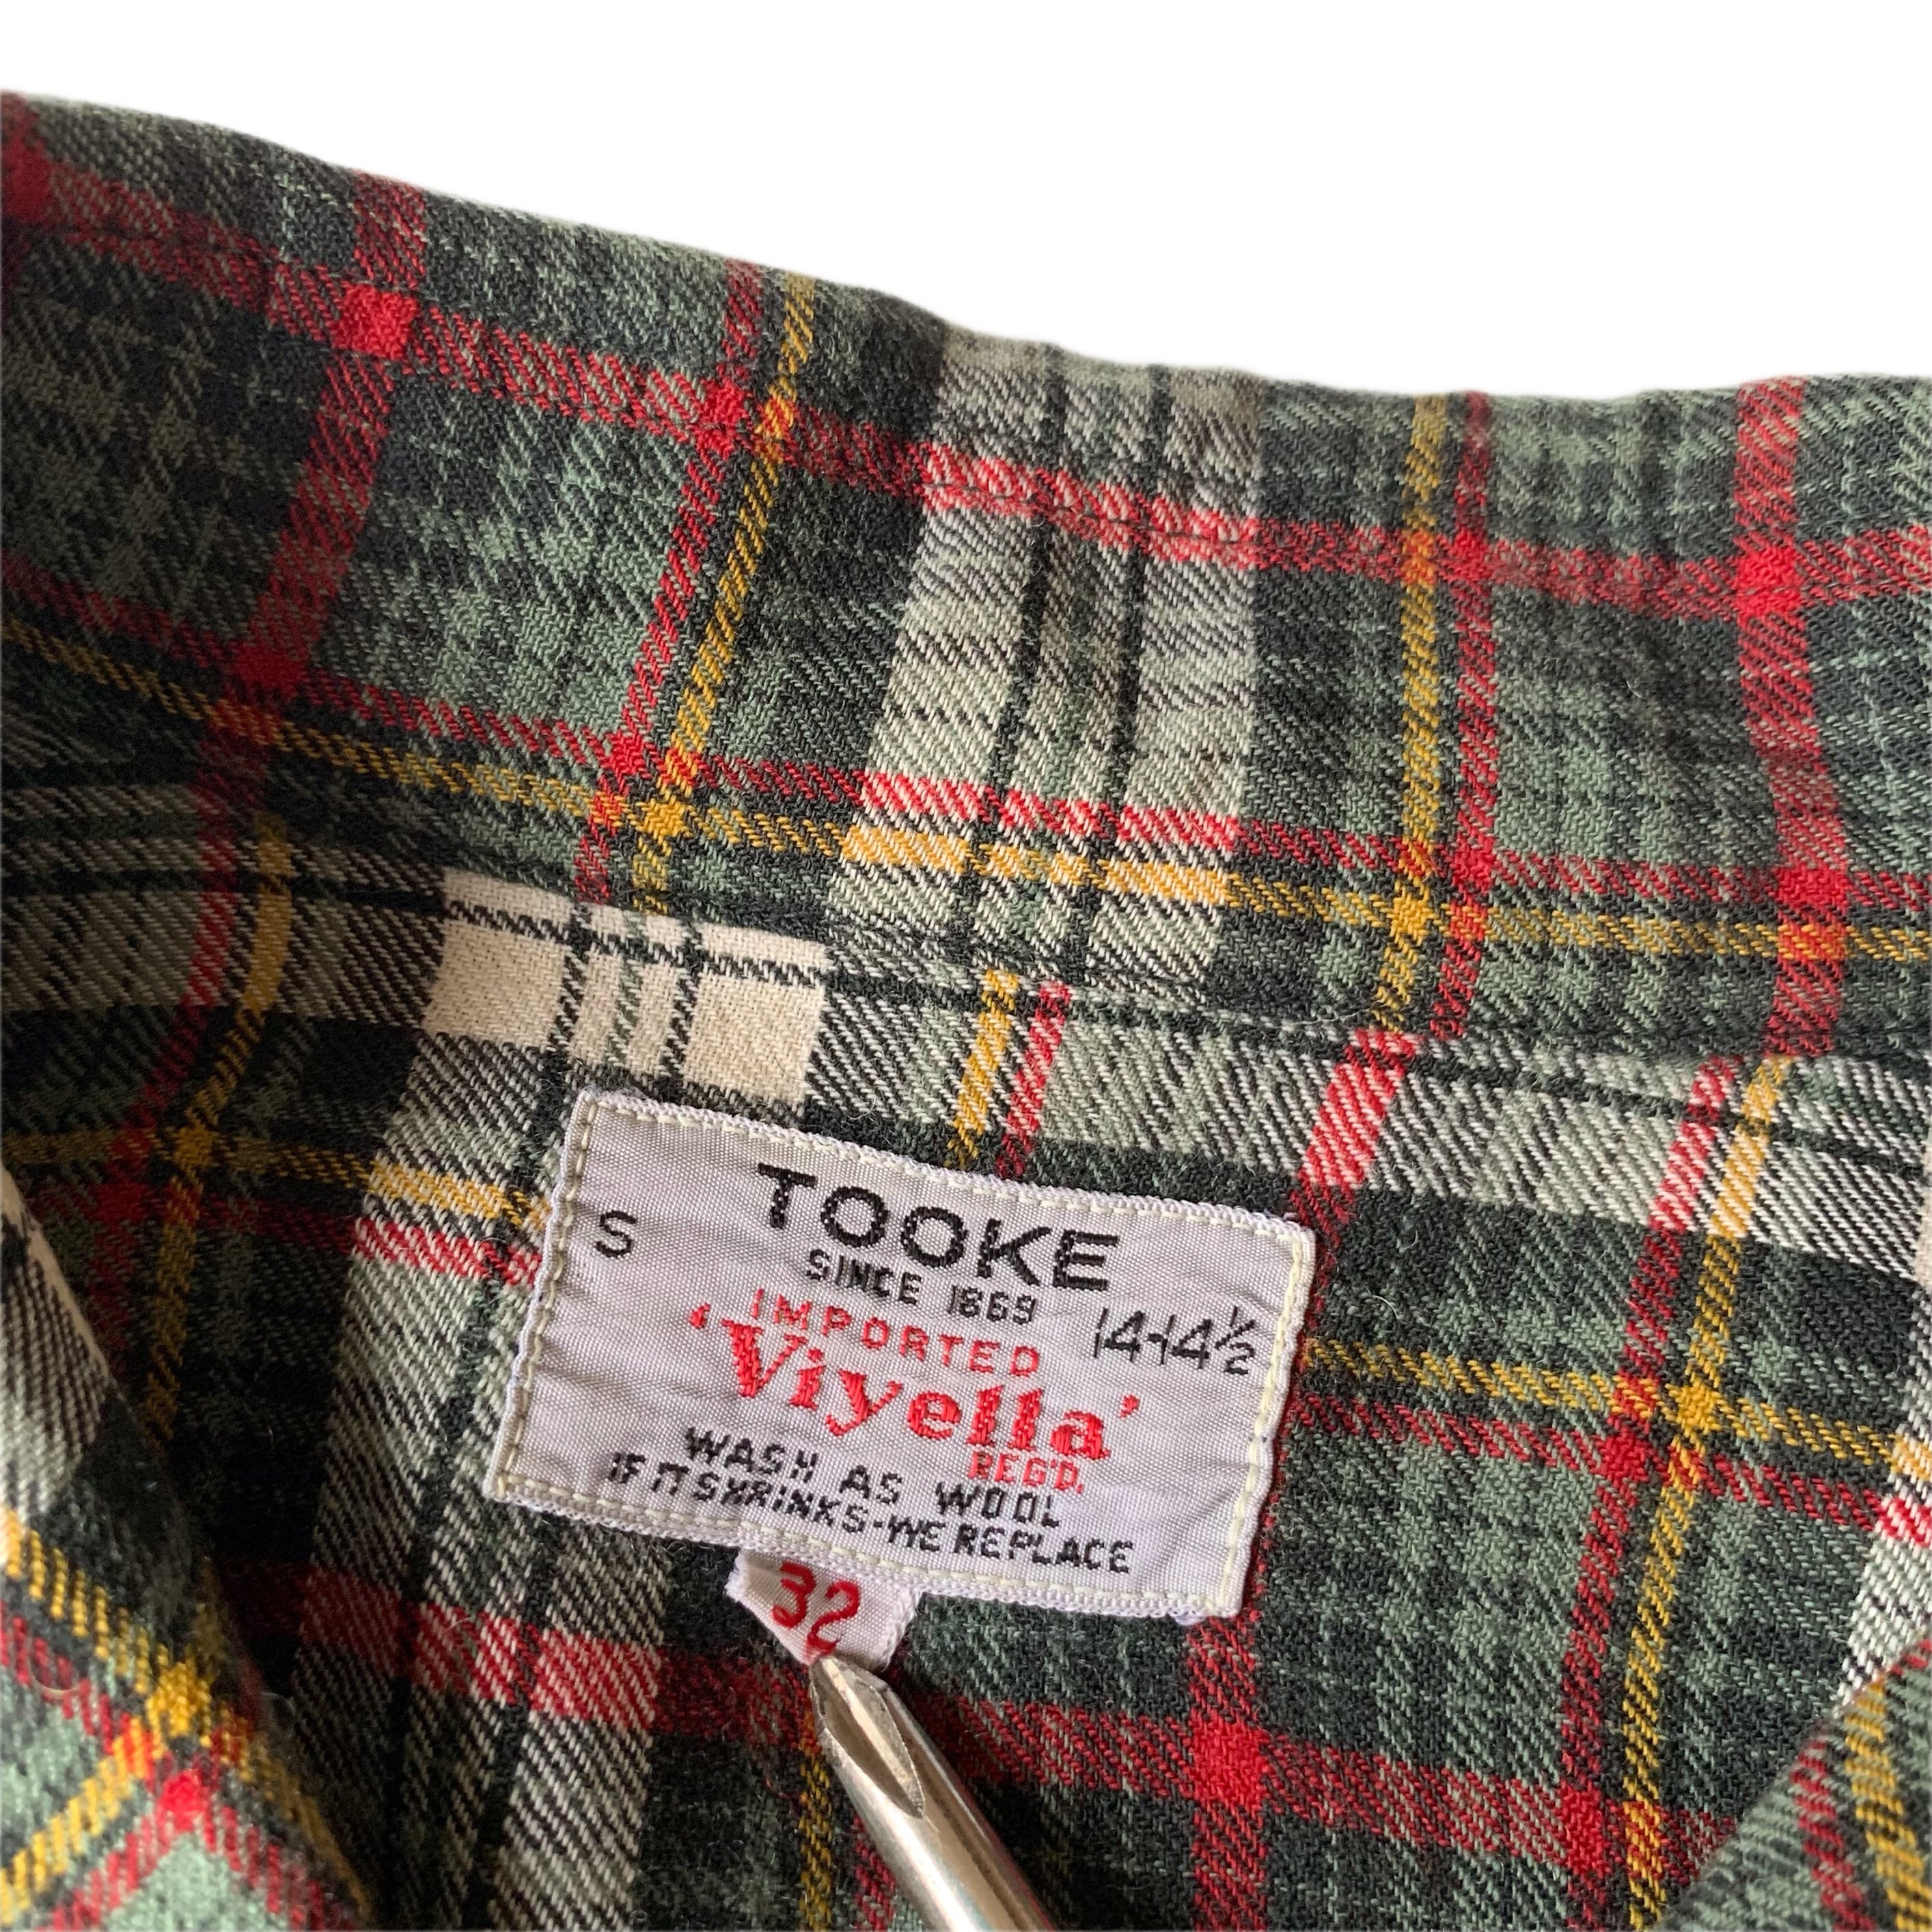 TOOKE
S
SINCE 1869
14-14½
IMPORTED
'Viyella'
REG'D.
WASH AS WOOL
IF IT SHRINKS-WE REPLACE
32